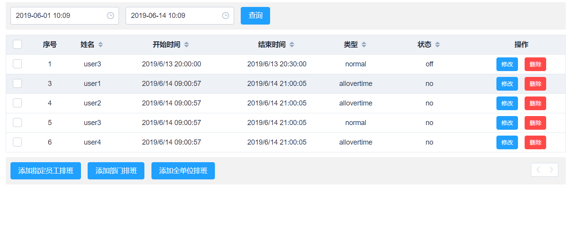 2019-06-01 10:09 2019-06-14 10:09 查询
序号 姓名 开始时间 结束时间 类型 状态 操作
1 user3 2019/6/13 20:00:00 2019/6/13 20:30:00 normal off 修改 删除
3 user1 2019/6/14 09:00:57 2019/6/14 21:00:05 allovertime no 修改 删除
4 user2 2019/6/14 09:00:57 2019/6/14 21:00:05 allovertime no 修改 删除
5 user3 2019/6/14 09:00:57 2019/6/14 21:00:05 normal no 修改 删除
6 user4 2019/6/14 09:00:57 2019/6/14 21:00:05 allovertime no 修改 删除
添加指定员工排班 添加部门排班 添加全单位排班